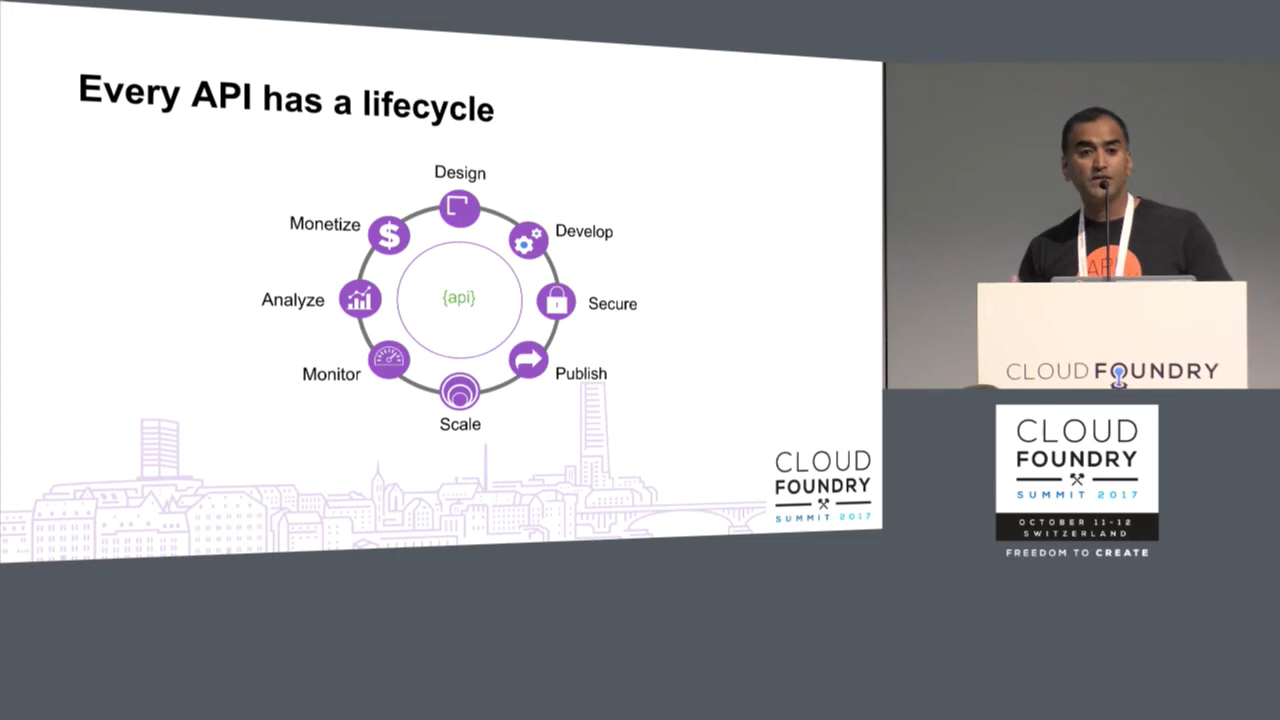 Every API has a lifecycle
Design
Monetize
Develop
Analyze
{api}
Secure
Monitor
Publish
Scale
CLOUD
FOUNDRY
SUMMIT 2017
API
CLOUD FOUNDRY
CLOUD
FOUNDRY
SUMMIT 2017
OCTOBER 11-12
SWITZERLAND
FREEDOM TO CREATE